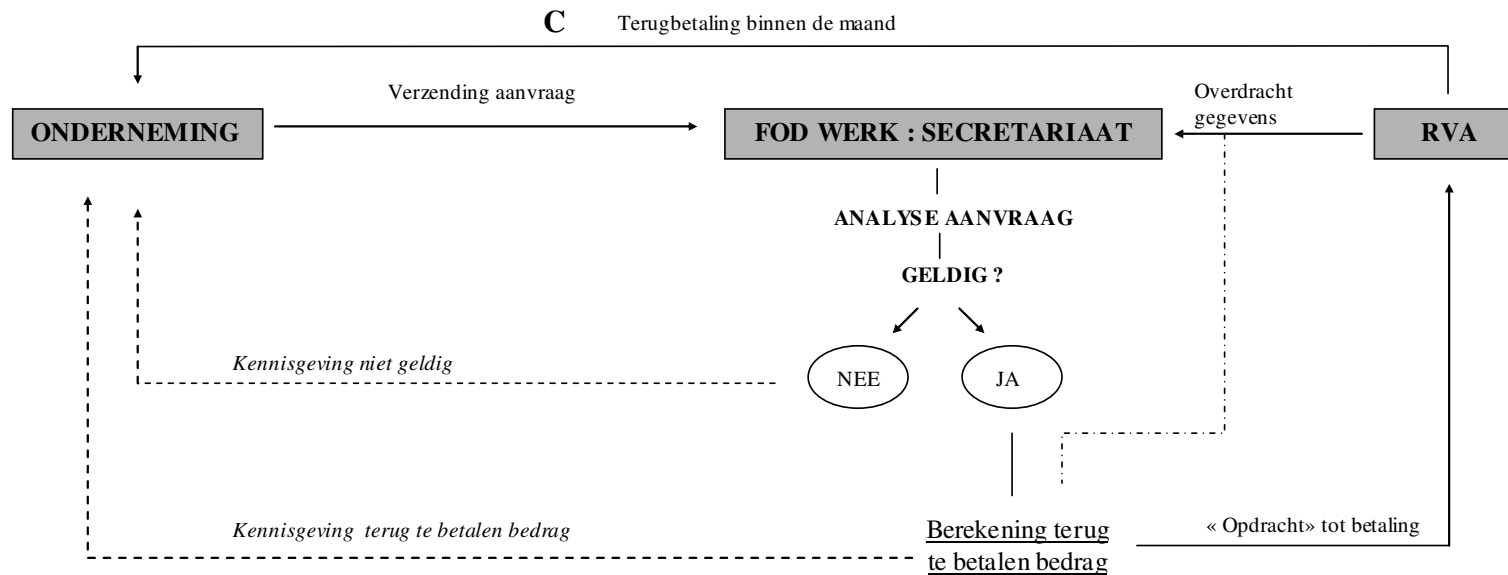 C Terugbetaling binnen de maand
Verzending aanvraag
Overdracht
gegevens
ONDERNEMING
FOD WERK : SECRETARIAAT
RVA
ANALYSE AANVRAAG
GELDIG ?
Kennisgeving niet geldig
NEE
JA
Kennisgeving terug te betalen bedrag
Berekening terug
te betalen bedrag
« Opdracht» tot betaling